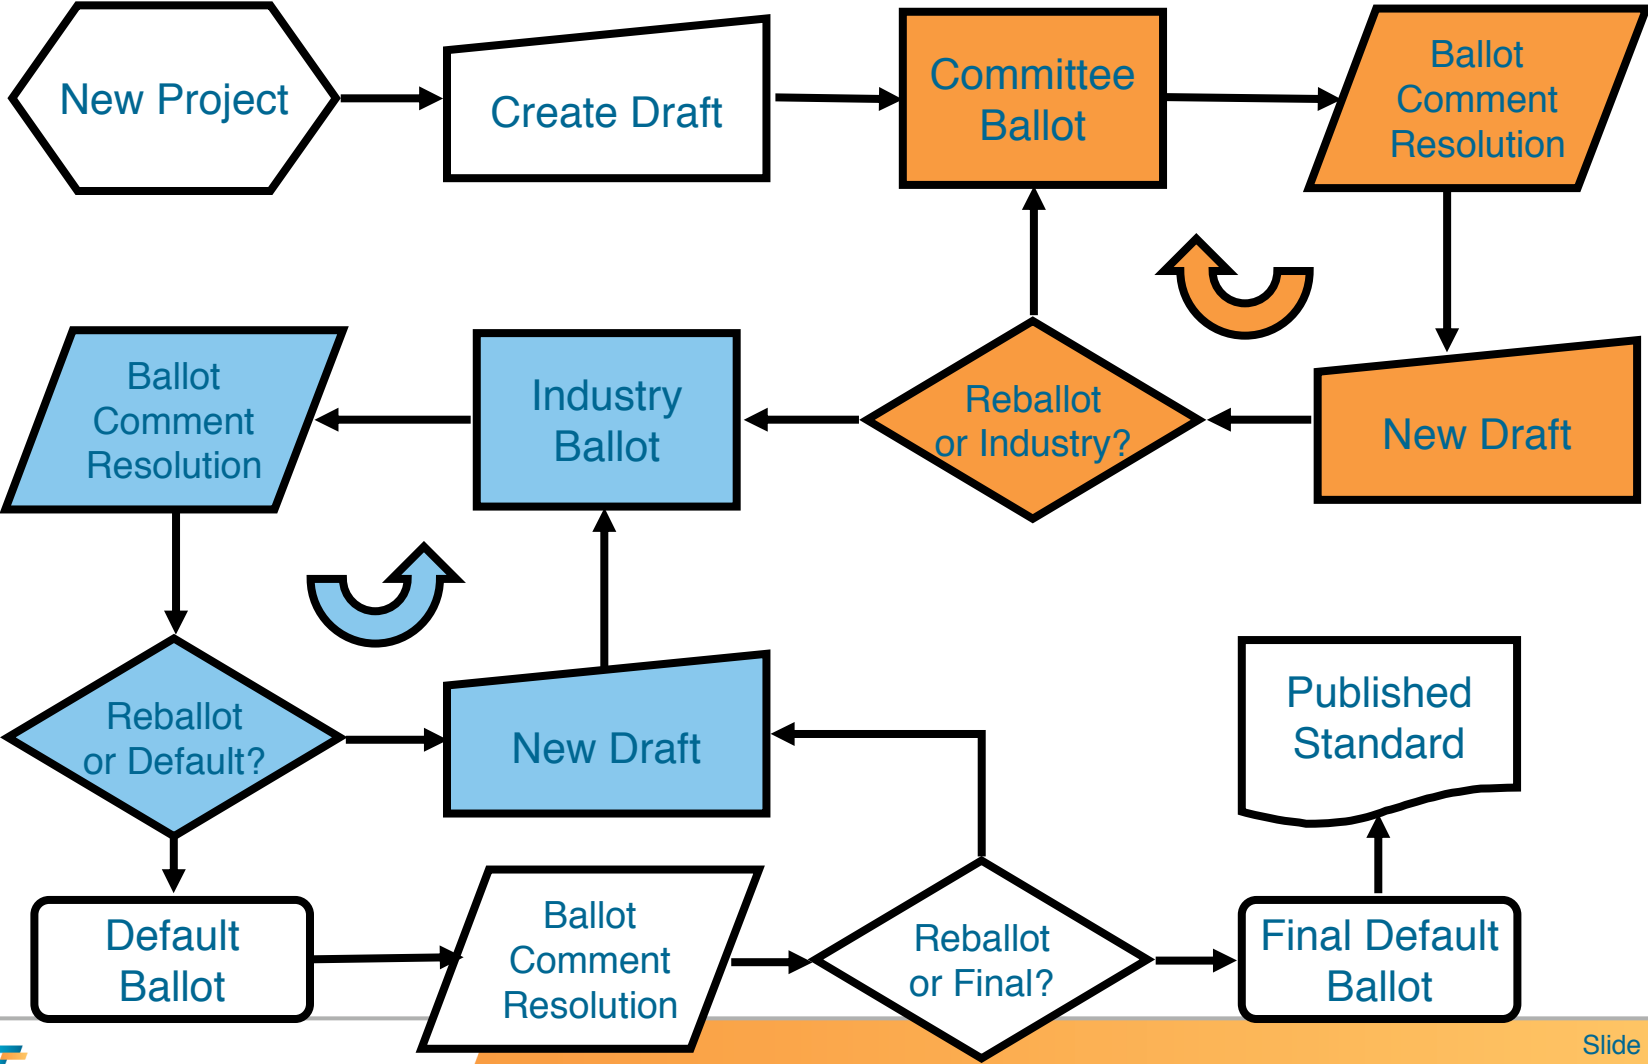 New Project
Create Draft
Committee
Ballot
Ballot
Comment
Resolution
Ballot
Comment
Resolution
Industry
Ballot
Reballot
or Industry?
New Draft
Reballot
or Default?
New Draft
Published
Standard
Default
Ballot
Ballot
Comment
Resolution
Reballot
or Final?
Final Default
Ballot
Slide